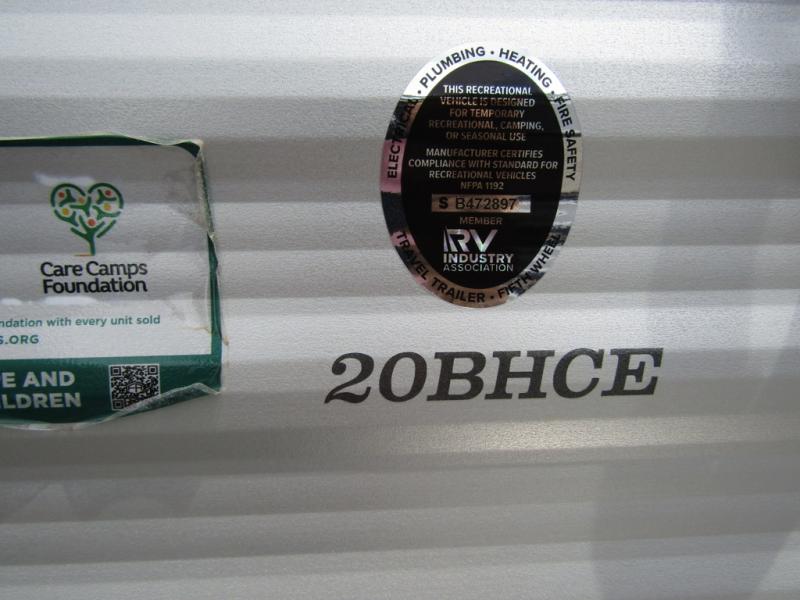 Care Camps
Foundation
ndation with every unit sold
S.ORG
E AND
ILDREN
ELECTRICAL • PLUMBING • HEATING • FIRE SAFETY
THIS RECREATIONAL
VEHICLE IS DESIGNED
FOR TEMPORARY
RECREATIONAL, CAMPING,
OR SEASONAL USE
MANUFACTURER CERTIFIES
COMPLIANCE WITH STANDARD FOR
RECREATIONAL VEHICLES
NFPA 1192
S B472897
MEMBER
RV
INDUSTRY
ASSOCIATION
TRAVEL TRAILER • FIFTH WHEEL
20BHCE